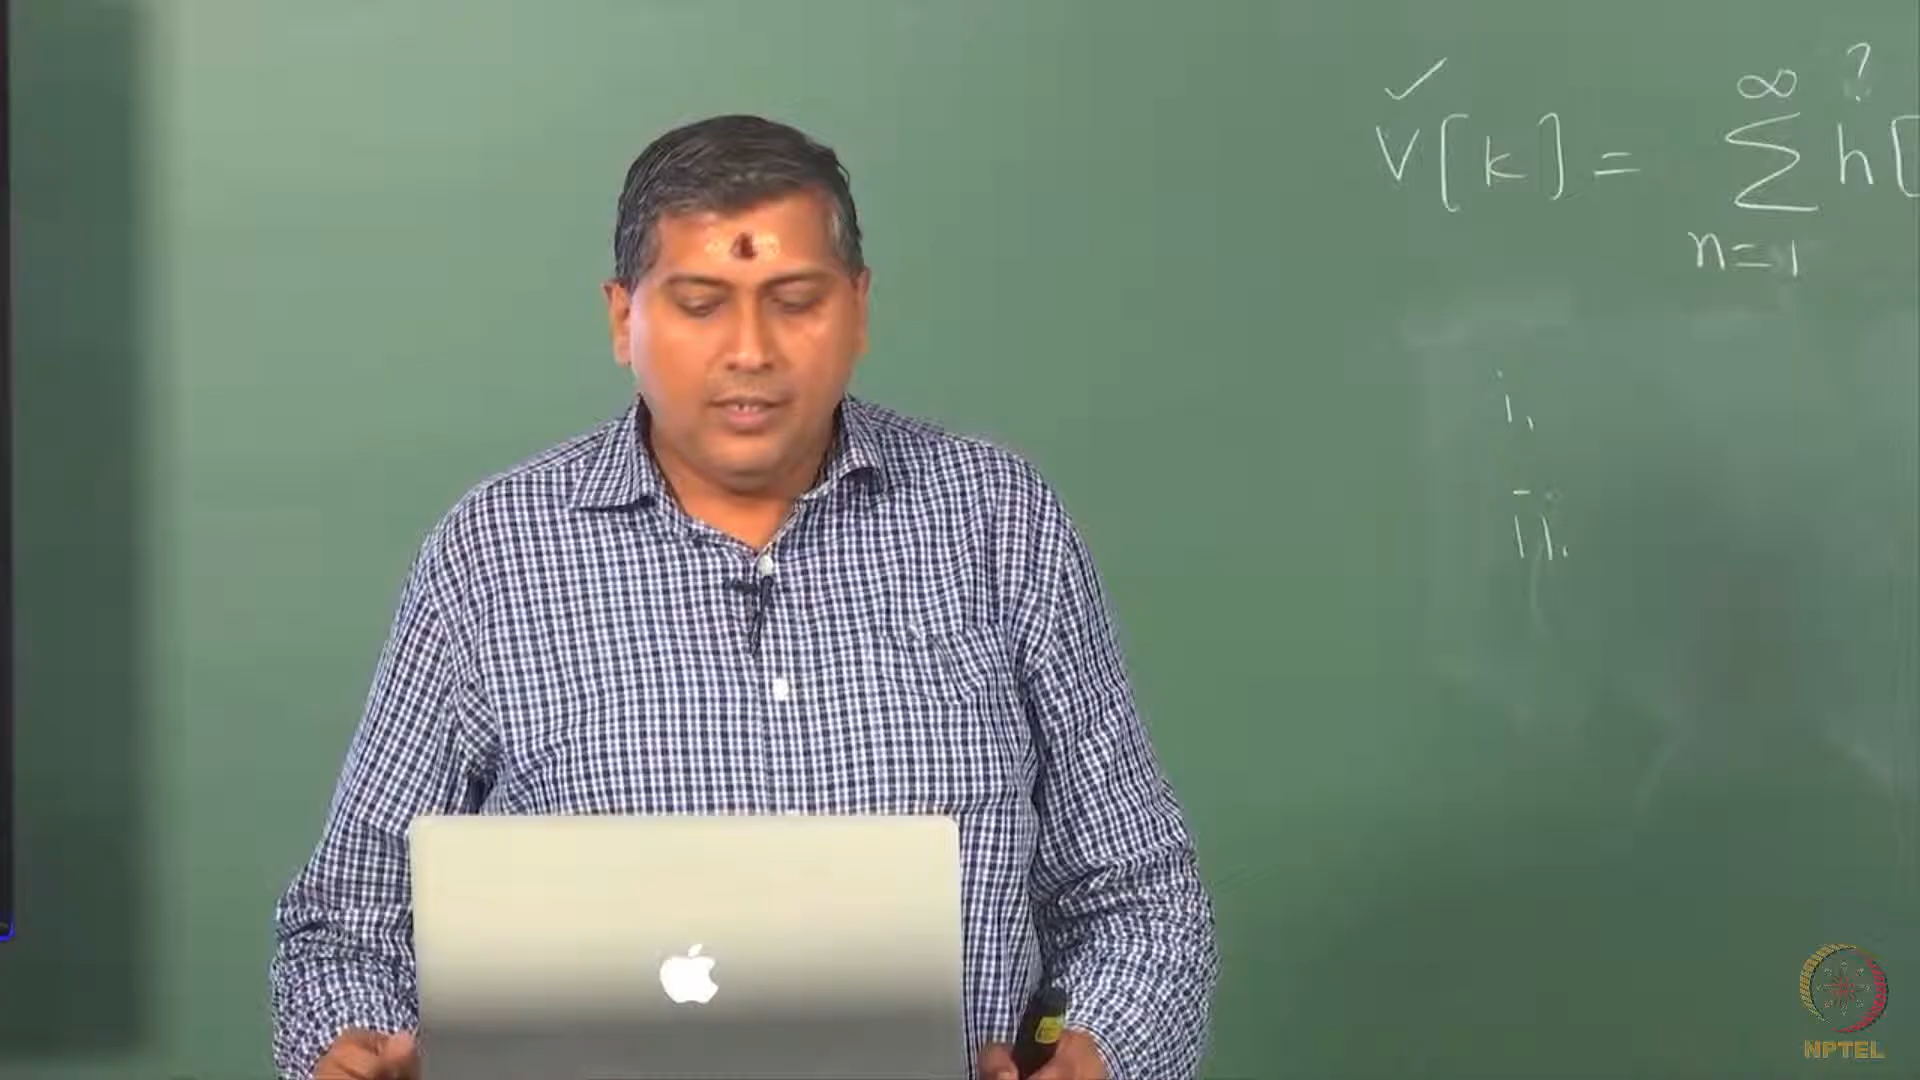 ✓ ?
v[k] = ∞ Σ n=1 h[
i.
ii.
NPTEL